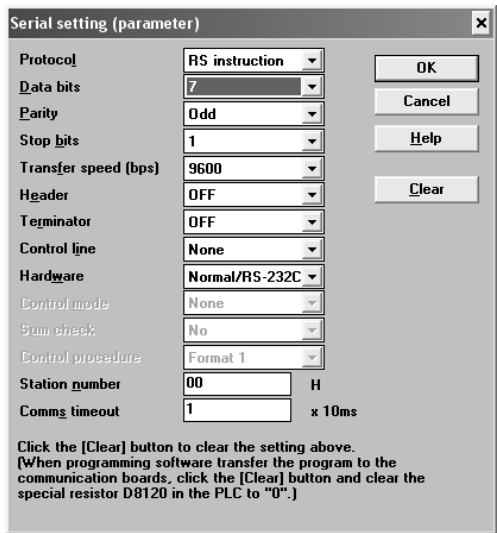 Serial setting (parameter)
Protocol RS instruction OK
Data bits 7
Cancel
Parity Odd
Stop bits 1 Help
Transfer speed (bps) 9600
Header OFF Clear
Terminator OFF
Control line None
Hardware Normal/RS-232C
Control mode None
Sum check No
Control procedure Format 1
Station number 00 H
Comms timeout 1 x 10ms
Click the [Clear] button to clear the setting above.
(When programming software transfer the program to the
communication boards, click the [Clear] button and clear the
special resistor D8120 in the PLC to "0".)